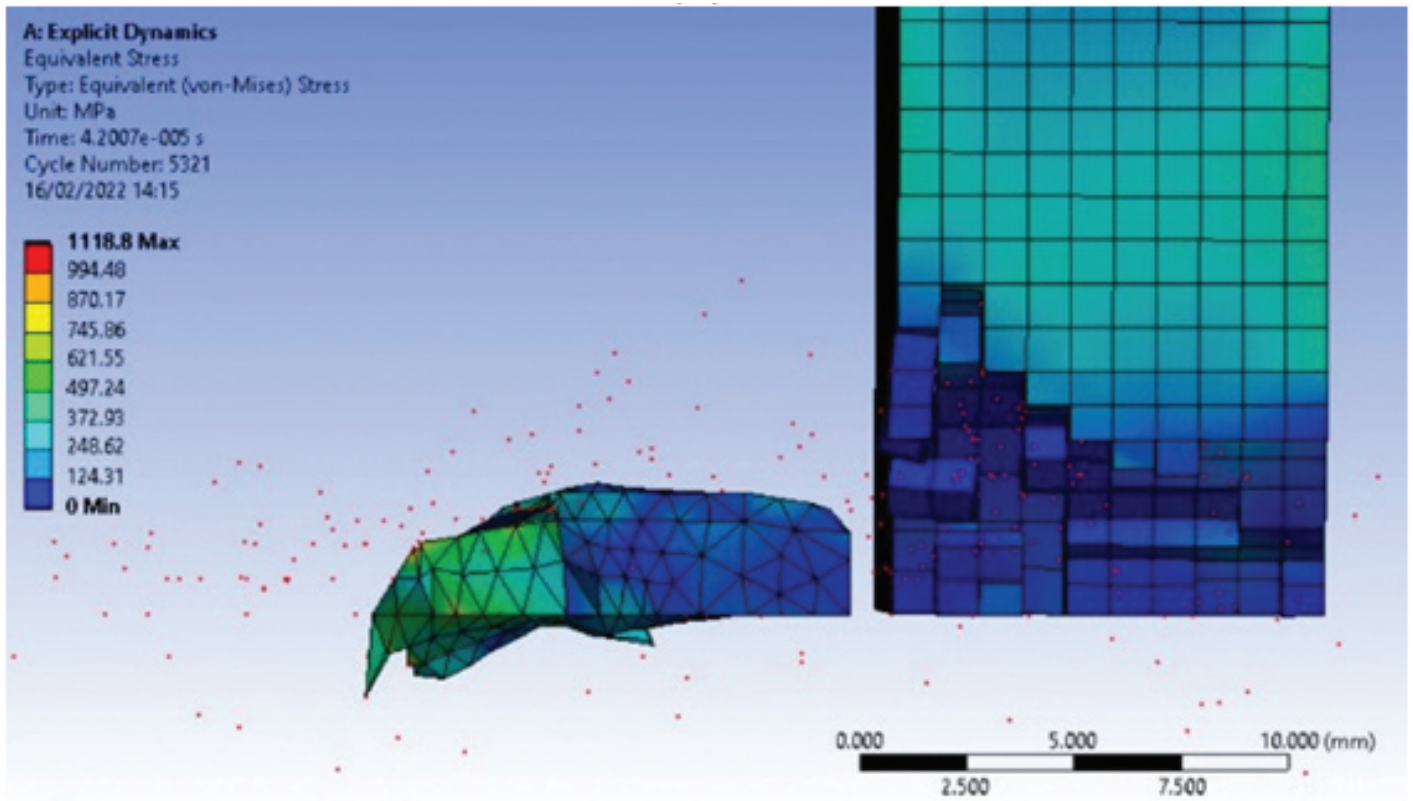 A: Explicit Dynamics
Equivalent Stress
Type: Equivalent (von-Mises) Stress
Unit: MPa
Time: 4.2007e-005 s
Cycle Number: 5321
16/02/2022 14:15
1118.8 Max
994.48
870.17
745.86
621.55
497.24
372.93
248.62
124.31
0 Min
0.000 5.000 10.000 (mm)
2.500 7.500